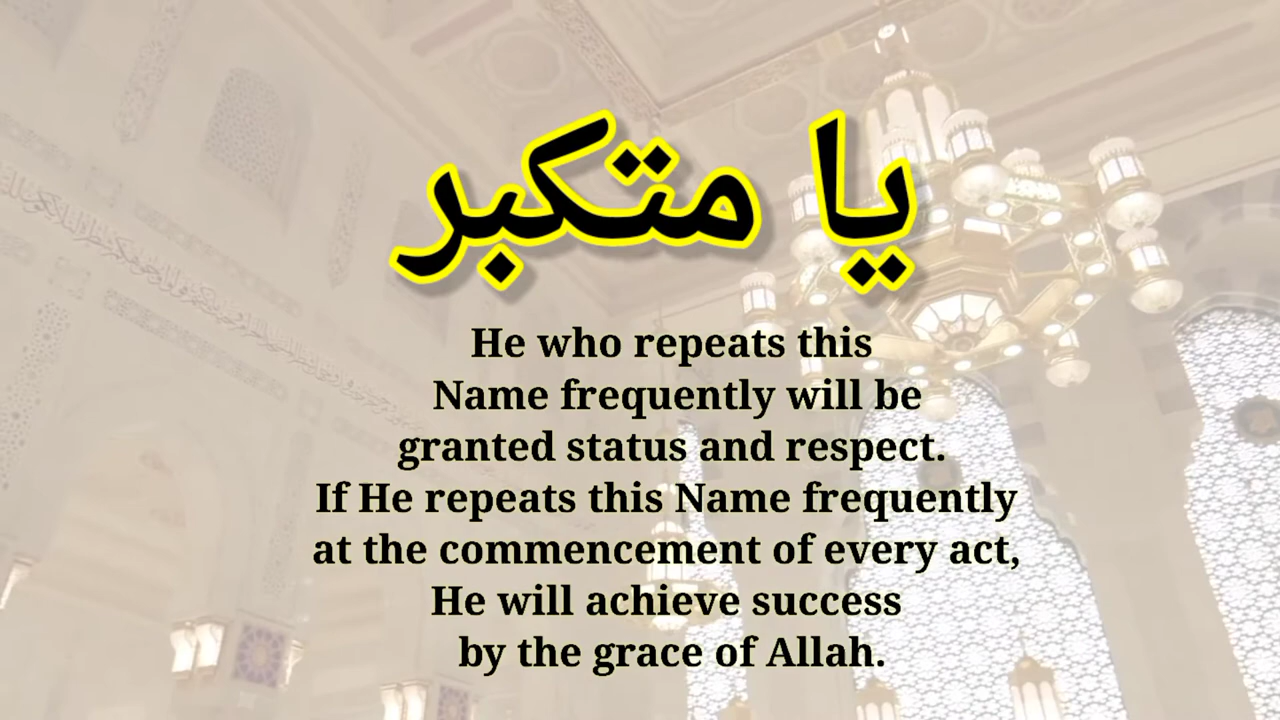 يا متكبر
He who repeats this
Name frequently will be
granted status and respect.
If He repeats this Name frequently
at the commencement of every act,
He will achieve success
by the grace of Allah.